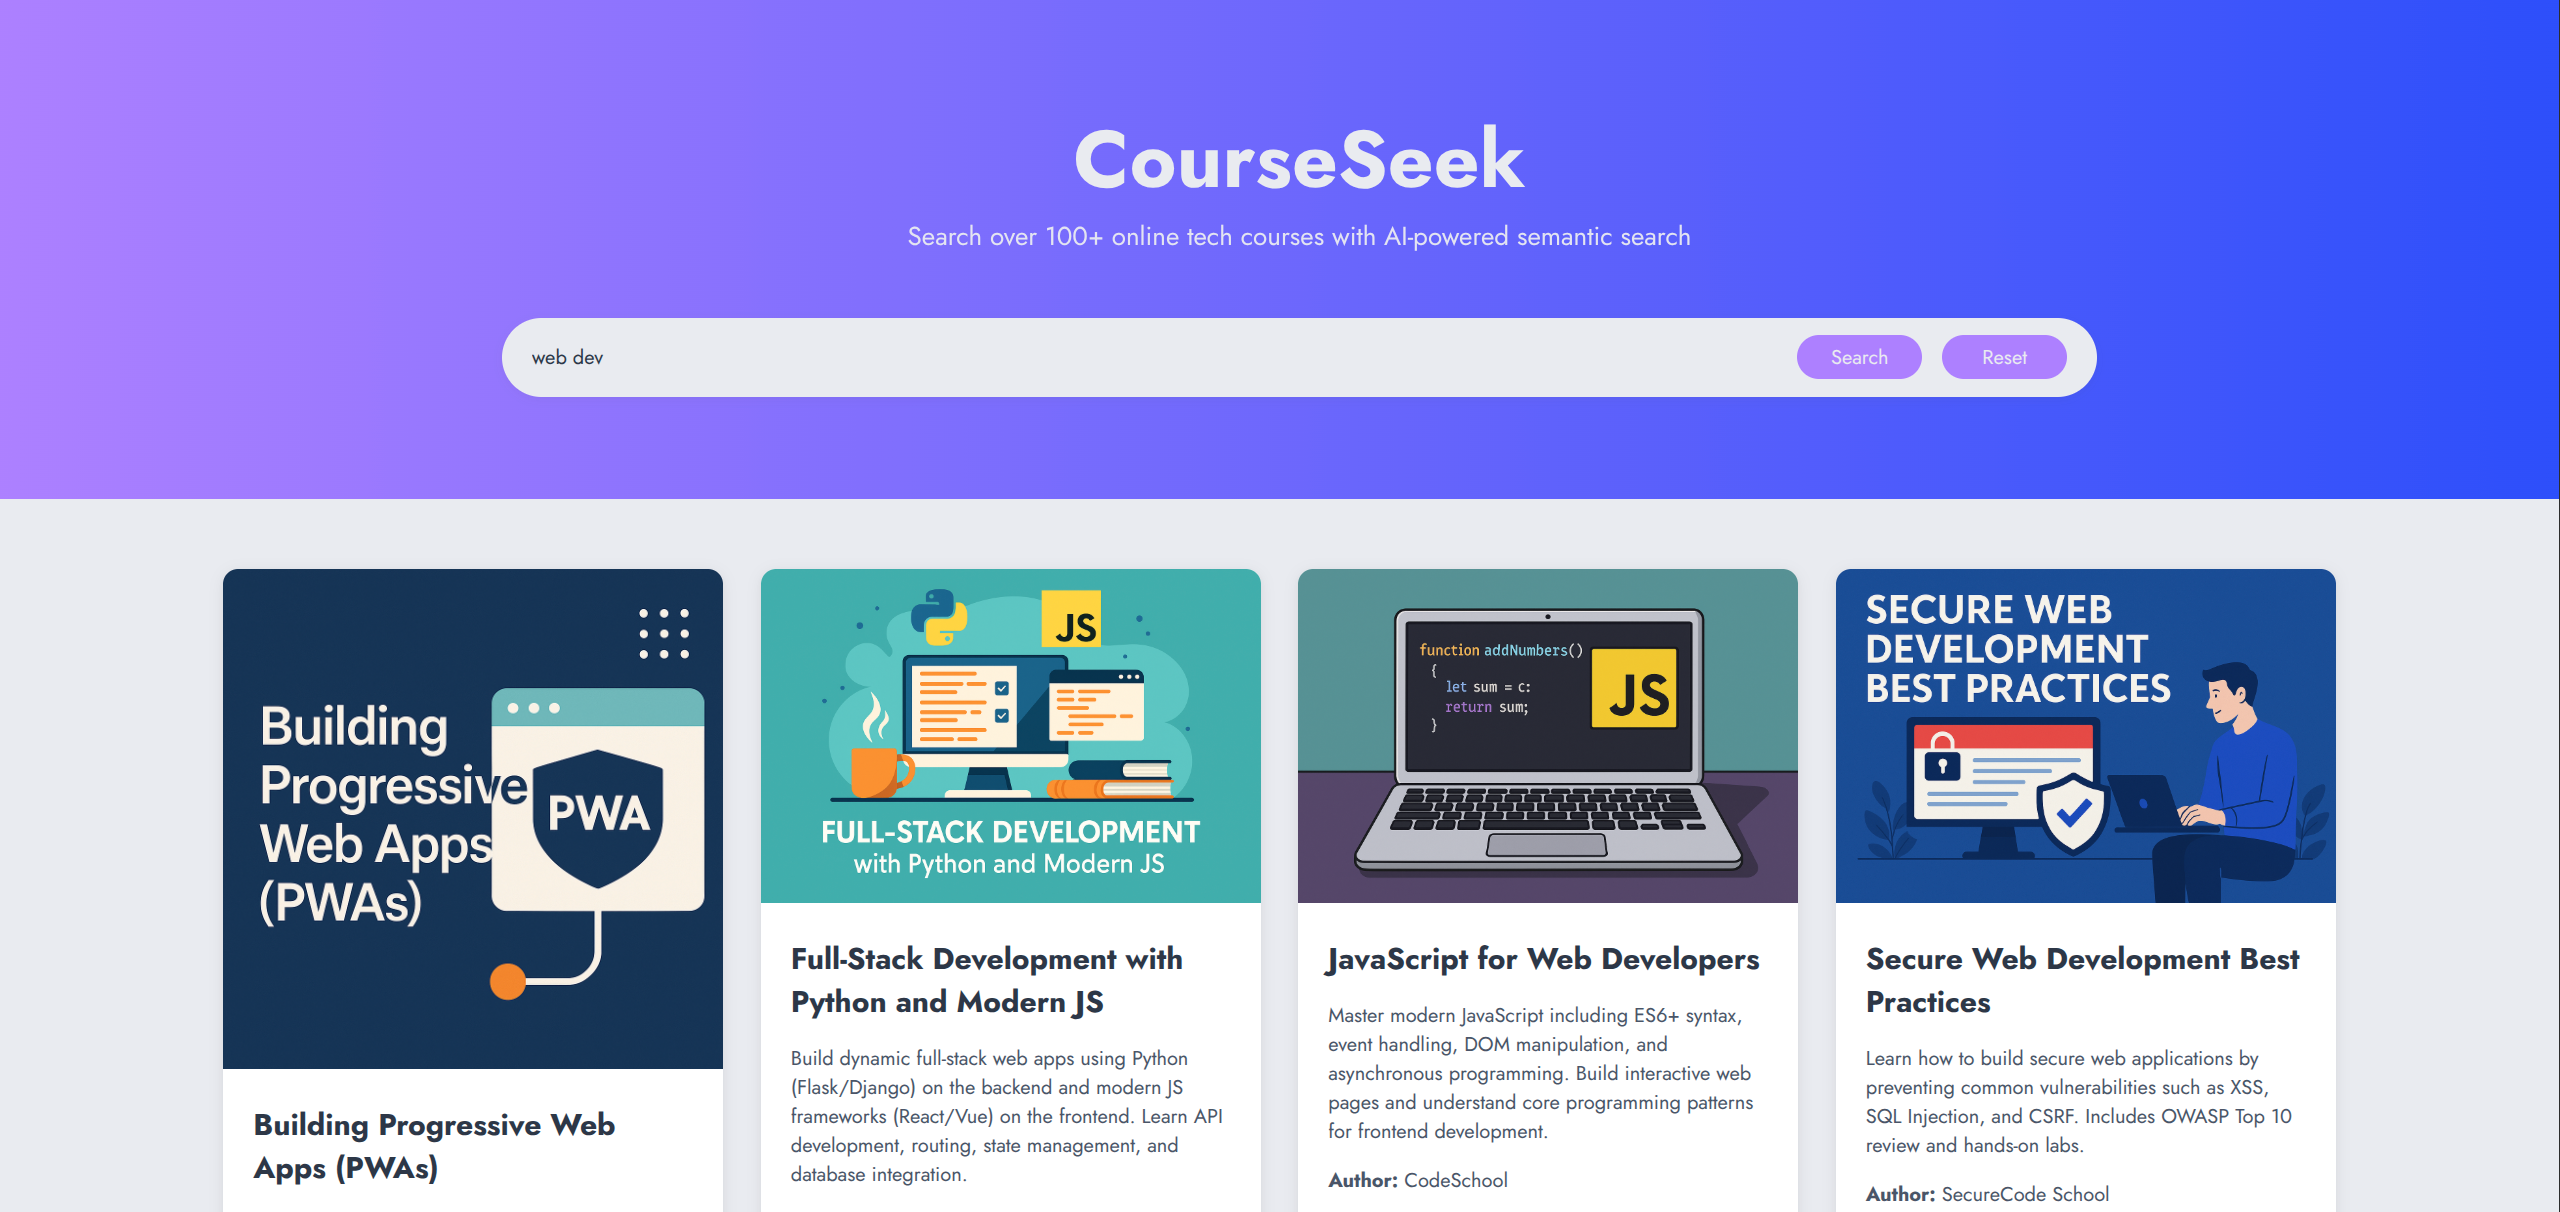 CourseSeek
Search over 100+ online tech courses with AI-powered semantic search
web dev
Search
Reset
Building
Progressive
Web Apps
(PWAs)
PWA
Building Progressive Web
Apps (PWAs)
JS
FULL-STACK DEVELOPMENT
with Python and Modern JS
Full-Stack Development with
Python and Modern JS
Build dynamic full-stack web apps using Python
(Flask/Django) on the backend and modern JS
frameworks (React/Vue) on the frontend. Learn API
development, routing, state management, and
database integration.
function addNumbers()
{
let sum = c:
return sum;
}
JS
JavaScript for Web Developers
Master modern JavaScript including ES6+ syntax,
event handling, DOM manipulation, and
asynchronous programming. Build interactive web
pages and understand core programming patterns
for frontend development.
Author: CodeSchool
SECURE WEB
DEVELOPMENT
BEST PRACTICES
Secure Web Development Best
Practices
Learn how to build secure web applications by
preventing common vulnerabilities such as XSS,
SQL Injection, and CSRF. Includes OWASP Top 10
review and hands-on labs.
Author: SecureCode School